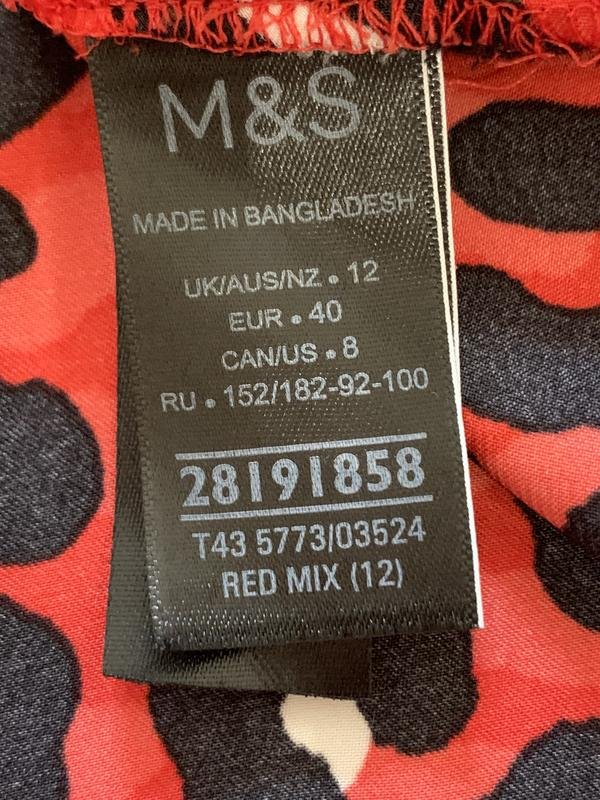 M&S
MADE IN BANGLADESH
UK/AUS/NZ • 12
EUR • 40
CAN/US • 8
RU • 152/182-92-100
28191858
T43 5773/03524
RED MIX (12)